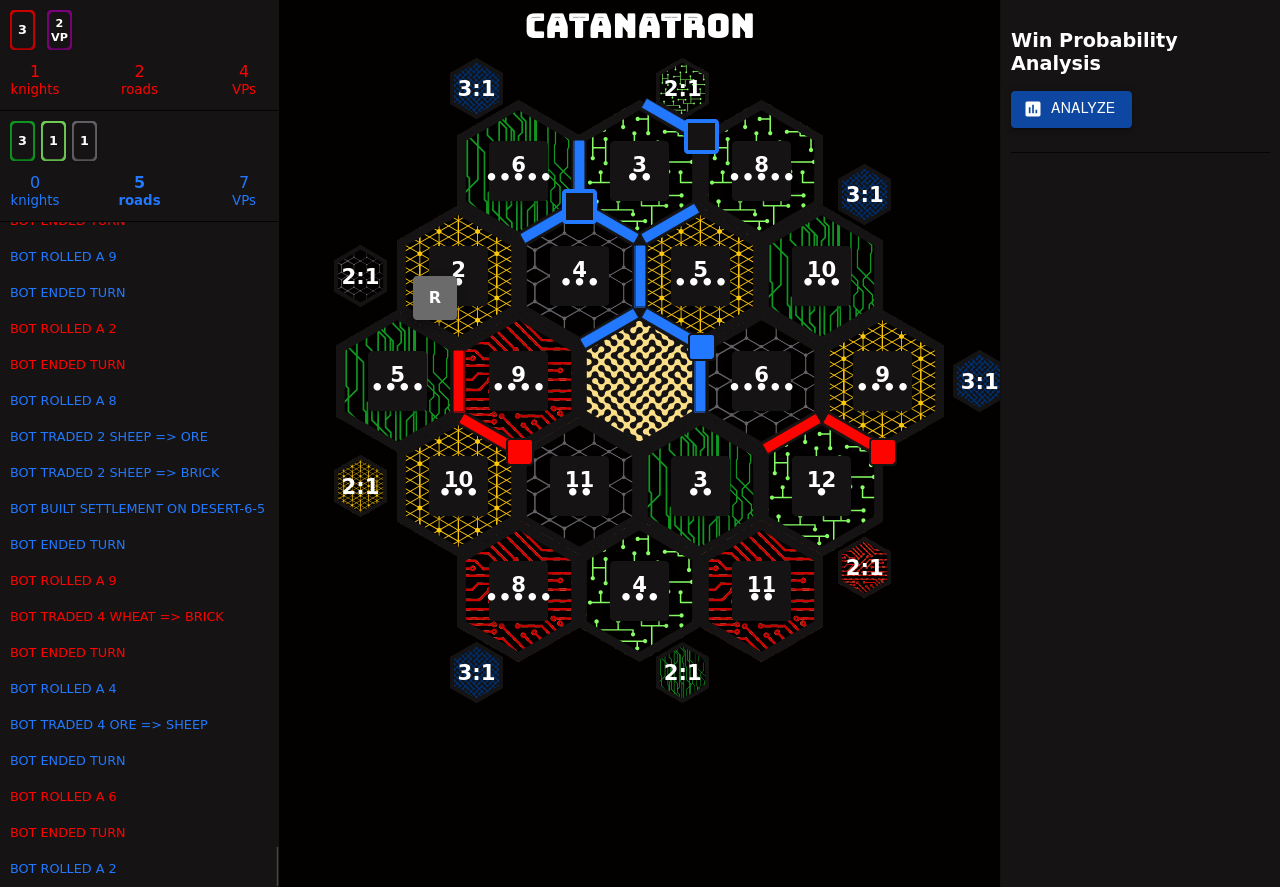 CATANATRON
3
2
VP
1
2
4
knights
roads
VPs
3
1
1
0
5
7
knights
roads
VPs
BOT ENDED TURN
BOT ROLLED A 9
BOT ENDED TURN
BOT ROLLED A 2
BOT ENDED TURN
BOT ROLLED A 8
BOT TRADED 2 SHEEP => ORE
BOT TRADED 2 SHEEP => BRICK
BOT BUILT SETTLEMENT ON DESERT-6-5
BOT ENDED TURN
BOT ROLLED A 9
BOT TRADED 4 WHEAT => BRICK
BOT ENDED TURN
BOT ROLLED A 4
BOT TRADED 4 ORE => SHEEP
BOT ENDED TURN
BOT ROLLED A 6
BOT ENDED TURN
BOT ROLLED A 2
3:1
2:1
6
3
8
3:1
2:1
2
4
5
10
R
5
9
6
9
3:1
2:1
10
11
3
12
8
4
11
2:1
3:1
2:1
Win Probability
Analysis
ANALYZE